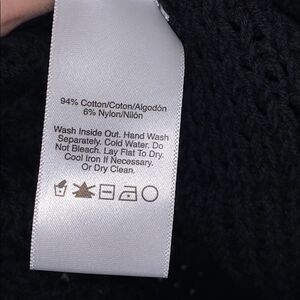 94% Cotton/Coton/Algodón
6% Nylon/Nilón
Wash Inside Out. Hand Wash
Separately. Cold Water. Do
Not Bleach. Lay Flat To Dry.
Cool Iron If Necessary.
Or Dry Clean.